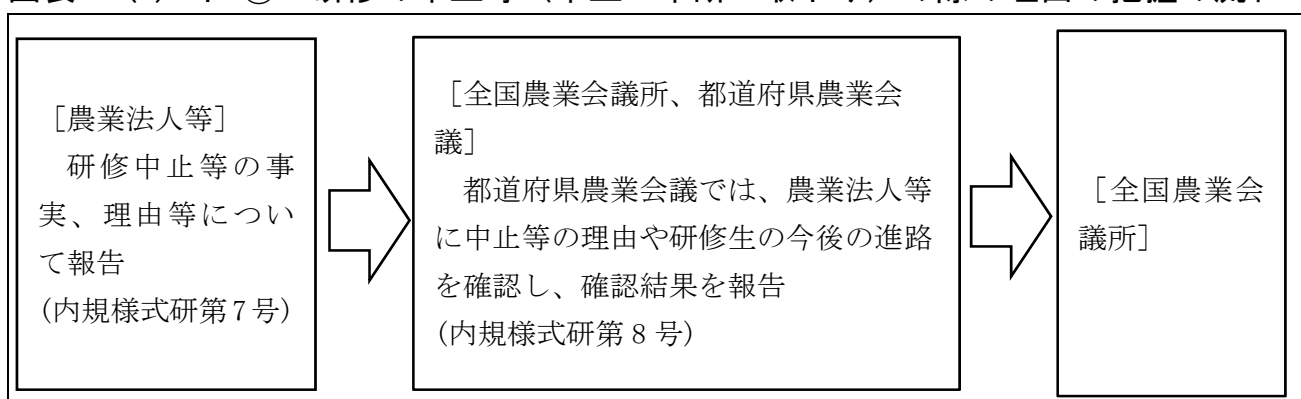 [農業法人等]
研修中止等の事
実、理由等につい
て報告
(内規様式研第7号)
[全国農業会議所、都道府県農業会
議]
都道府県農業会議では、農業法人等
に中止等の理由や研修生の今後の進路
を確認し、確認結果を報告
(内規様式研第8号)
[全国農業会
議所]